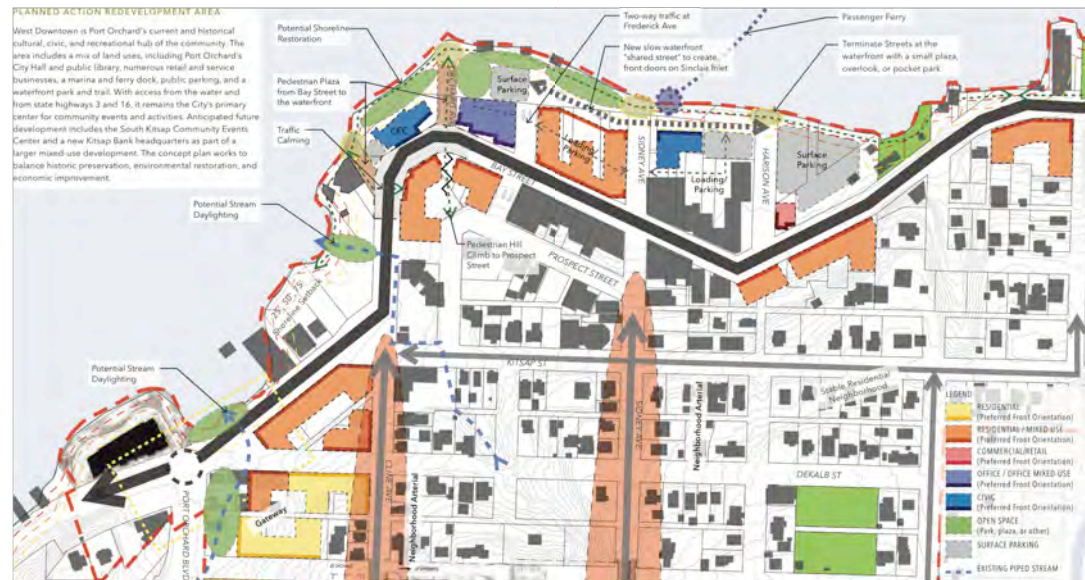 PLANNED ACTION REDEVELOPMENT AREA
West Downtown is Port Orchard's current and historical
cultural, civic, and recreational hub of the community. The
area includes a mix of land uses, including Port Orchard's
City Hall and public library, numerous retail and service
businesses, a marina and ferry dock, public parking, and a
waterfront park and trail. With access from the water and
from state highways 3 and 16, it remains the City's primary
center for community events and activities. Anticipated future
development includes the South Kitsap Community Events
Center and a new Kitsap Bank headquarters as part of a
larger mixed-use development. The concept plan works to
balance historic preservation, environmental restoration, and
economic improvement.
Potential Shoreline
Restoration
Pedestrian Plaza
from Bay Street to
the waterfront
Traffic
Calming
Potential Stream
Daylighting
Two-way traffic at
Frederick Ave
New slow waterfront
"shared street" to create
front doors on Sinclair Inlet
Passenger Ferry
Terminate Streets at the
waterfront with a small plaza,
overlook, or pocket park
Surface
Parking
CEC
Loading/
Parking
SIDNEY AVE
Loading/
Parking
HARISON AVE
Surface
Parking
BAY STREET
Pedestrian Hill
Climb to Prospect
Street
PROSPECT STREET
25', 50', 75'
Shoreline Setback
Potential Stream
Daylighting
KITSAP ST
Stable Residential
Neighborhood
Neighborhood Arterial
SIDNEY AVE
Neighborhood Arterial
CLINE AVE
DEKALB ST
Gateway
PORT ORCHARD BLVD
LEGEND
RESIDENTIAL
(Preferred Front Orientation)
RESIDENTIAL / MIXED USE
(Preferred Front Orientation)
COMMERCIAL/RETAIL
(Preferred Front Orientation)
OFFICE / OFFICE MIXED-USE
(Preferred Front Orientation)
CIVIC
(Preferred Front Orientation)
OPEN SPACE
(Park, plaza, or other)
SURFACE PARKING
EXISTING PIPED STREAM